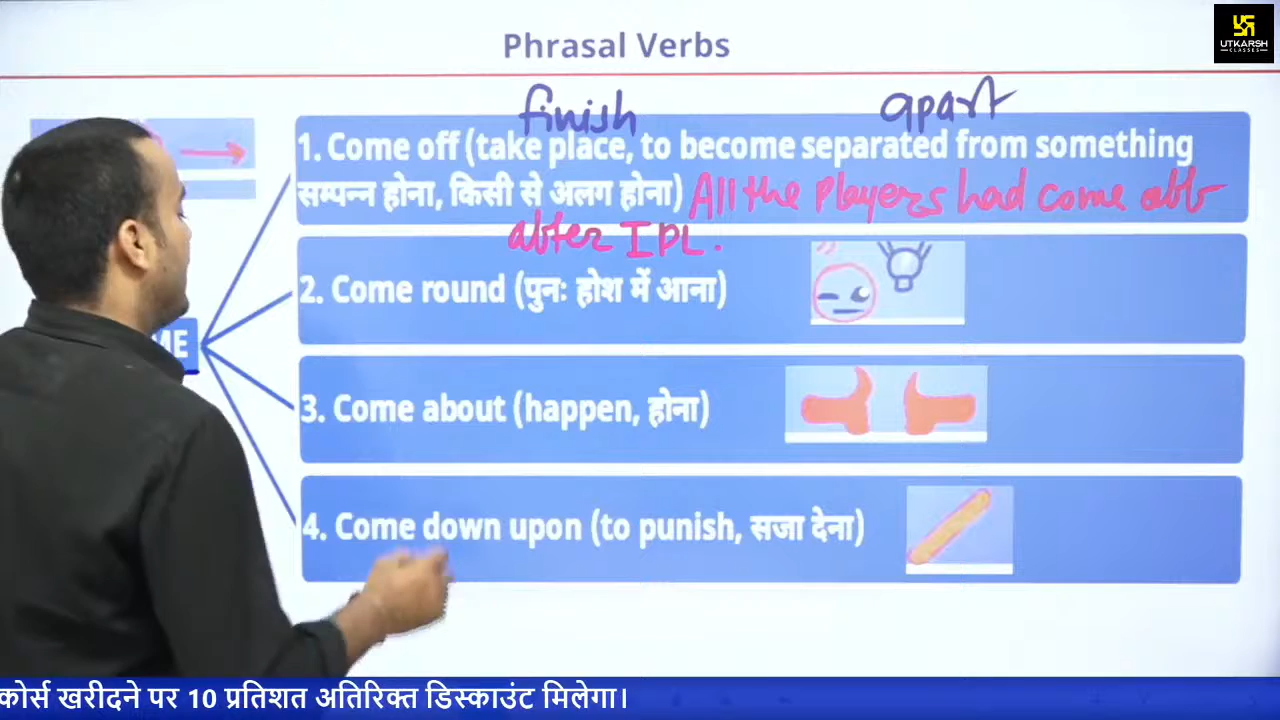 Phrasal Verbs
UTKARSH
CLASSES
finish apart
1. Come off (take place, to become separated from something
सम्पन्न होना, किसी से अलग होना) All the Players had come off
after IPL.
2. Come round (पुनः होश में आना)
ME
3. Come about (happen, होना)
4. Come down upon (to punish, सजा देना)
कोर्स खरीदने पर 10 प्रतिशत अतिरिक्त डिस्काउंट मिलेगा।